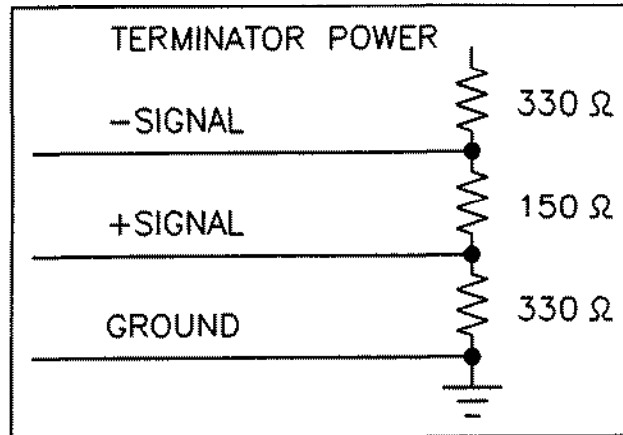 TERMINATOR POWER
330 Ω
−SIGNAL
150 Ω
+SIGNAL
330 Ω
GROUND